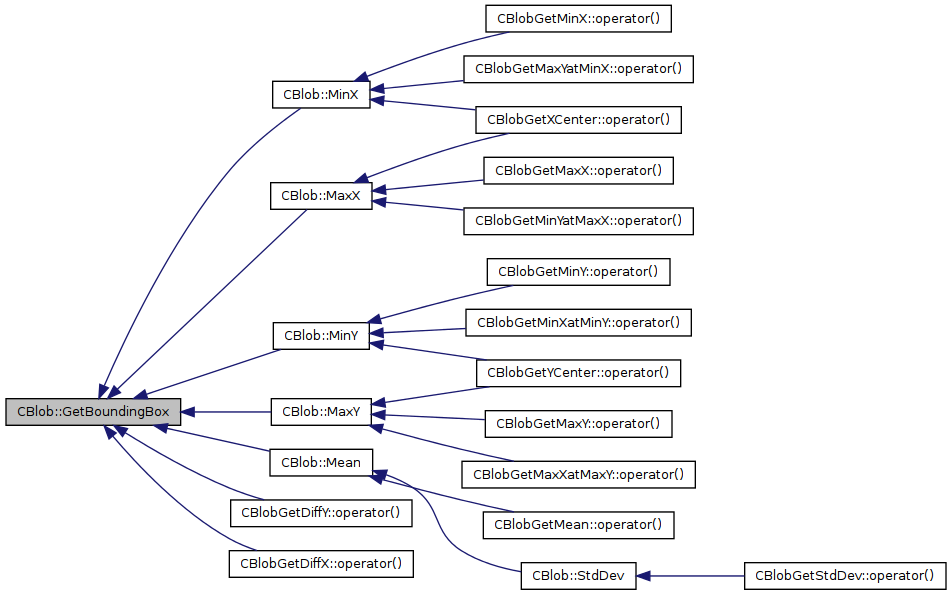 CBlobGetMinX::operator()
CBlobGetMaxYatMinX::operator()
CBlob::MinX
CBlobGetXCenter::operator()
CBlobGetMaxX::operator()
CBlob::MaxX
CBlobGetMinYatMaxX::operator()
CBlobGetMinY::operator()
CBlobGetMinXatMinY::operator()
CBlob::MinY
CBlobGetYCenter::operator()
CBlob::GetBoundingBox
CBlob::MaxY
CBlobGetMaxY::operator()
CBlob::Mean
CBlobGetMaxXatMaxY::operator()
CBlobGetDiffY::operator()
CBlobGetMean::operator()
CBlobGetDiffX::operator()
CBlob::StdDev
CBlobGetStdDev::operator()